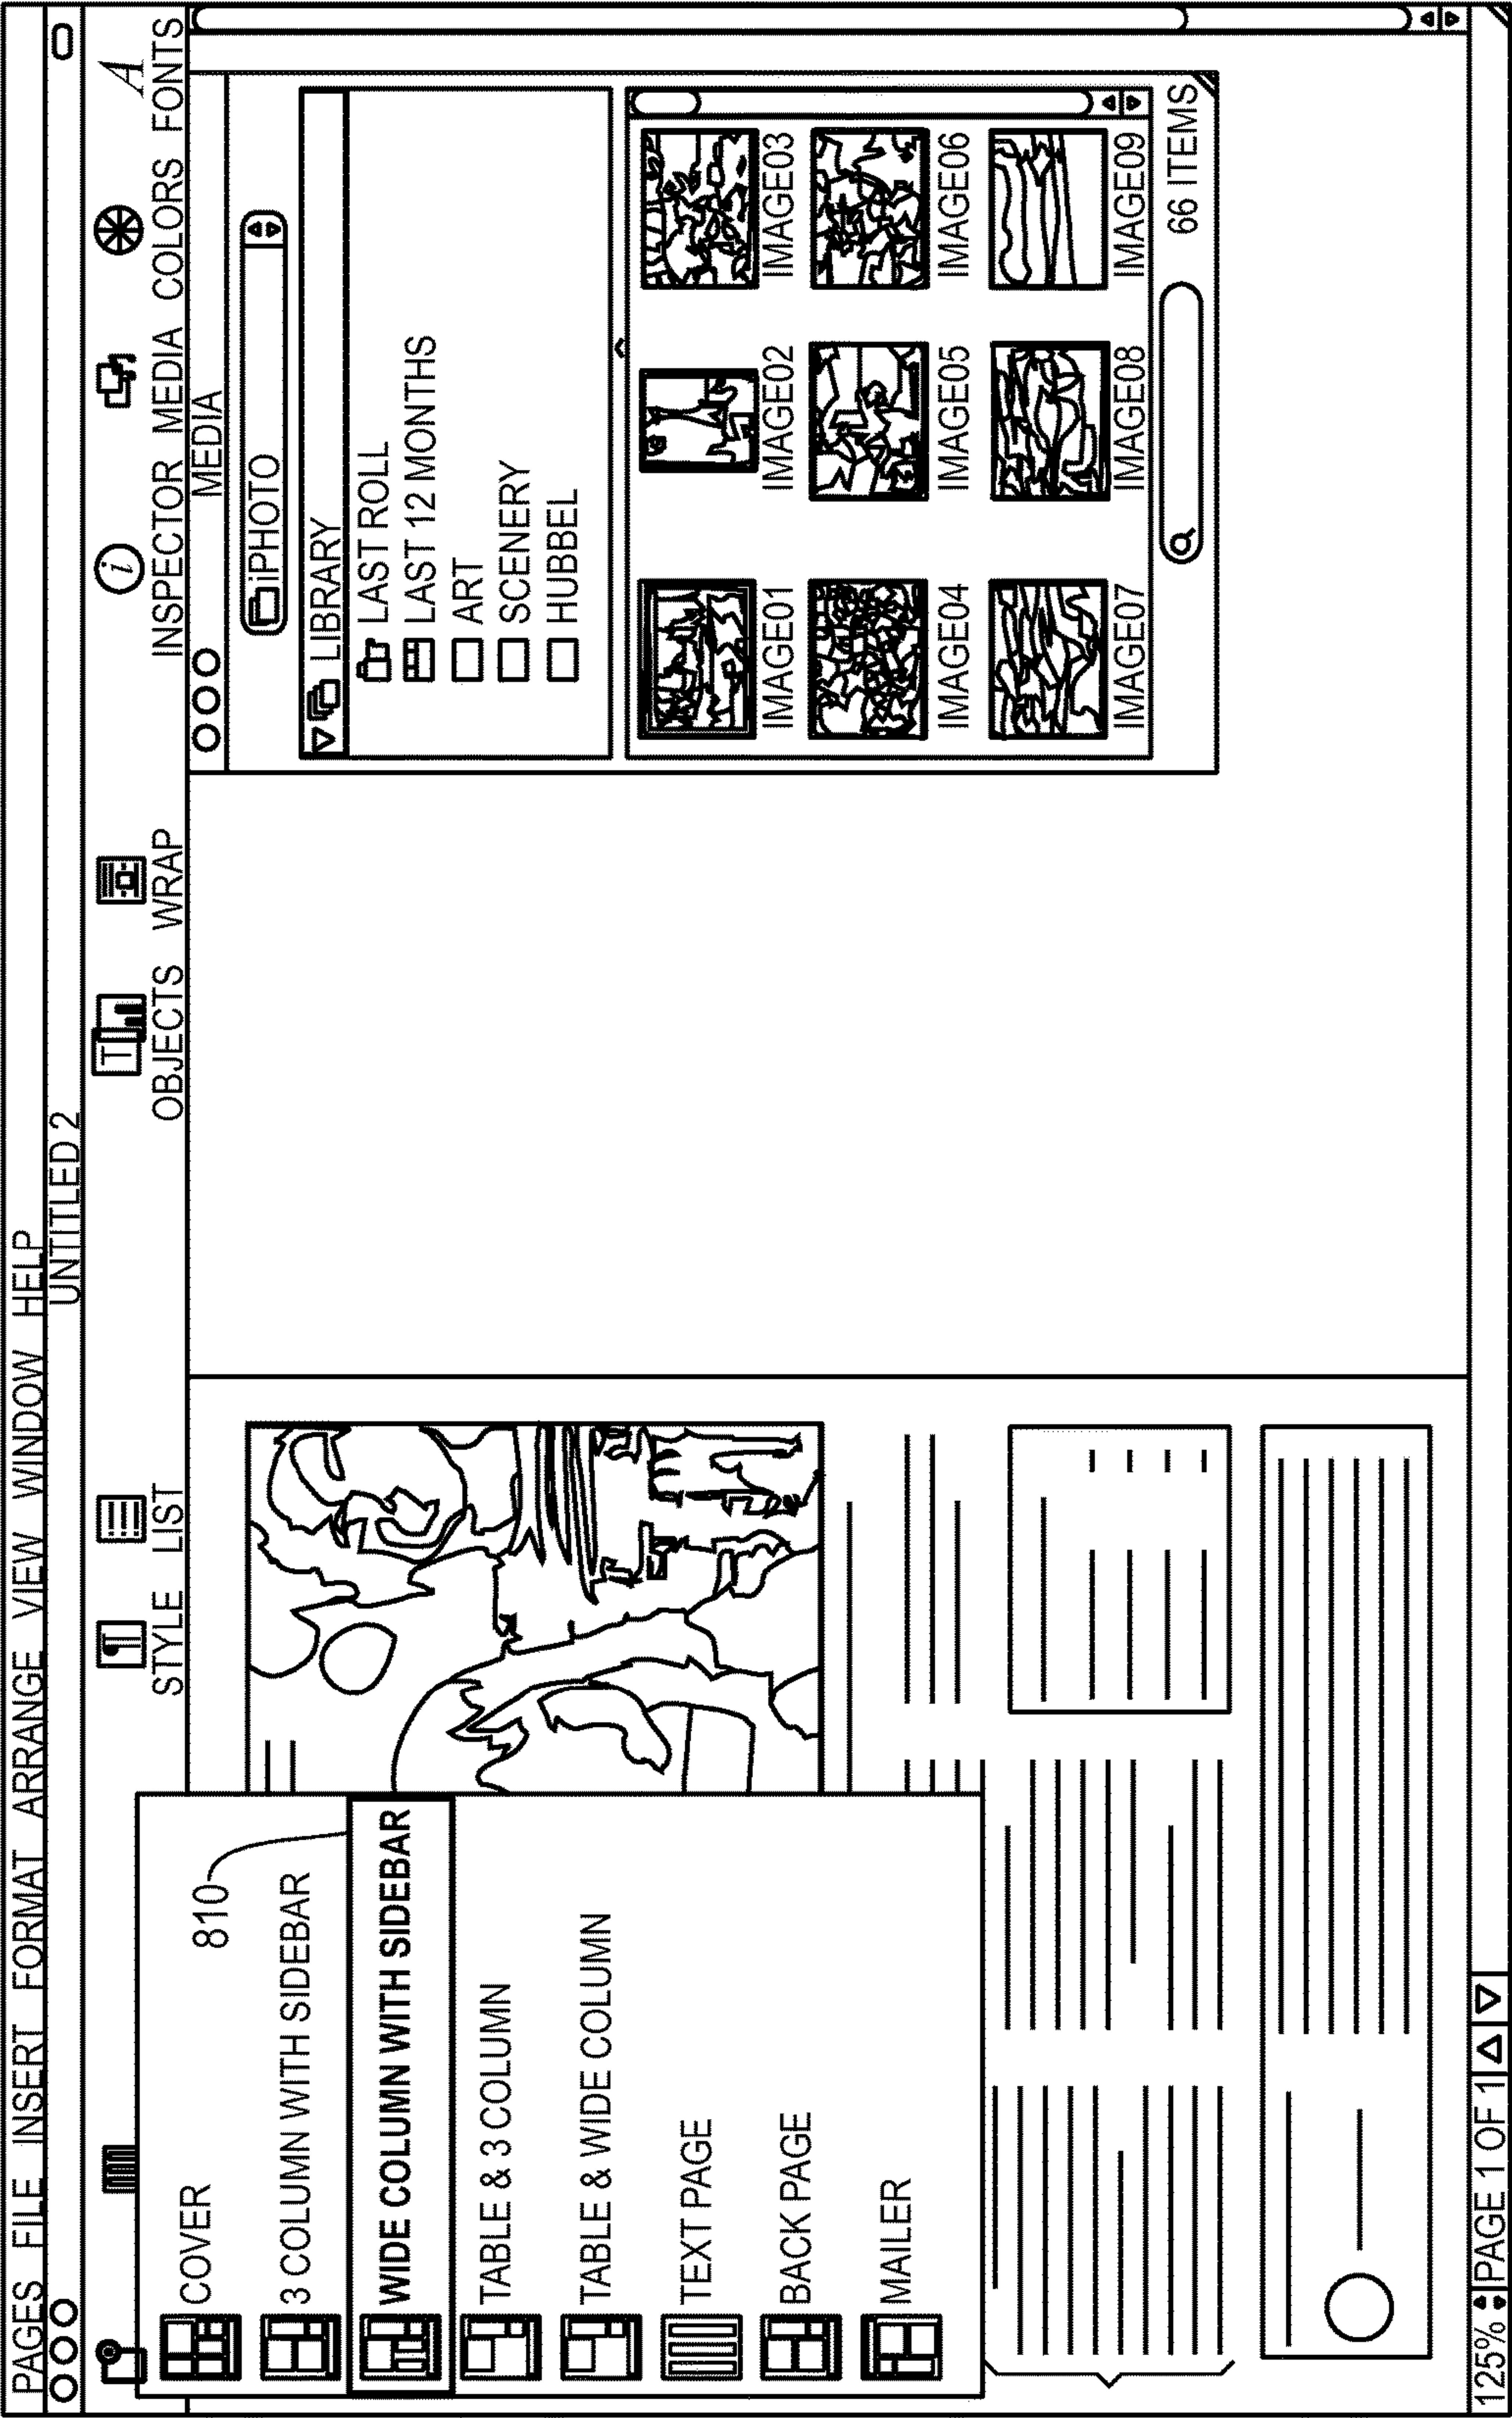 PAGES FILE INSERT FORMAT ARRANGE VIEW WINDOW HELP
UNTITLED 2
STYLE LIST OBJECTS WRAP INSPECTOR MEDIA COLORS FONTS
COVER
810
3 COLUMN WITH SIDEBAR
WIDE COLUMN WITH SIDEBAR
TABLE & 3 COLUMN
TABLE & WIDE COLUMN
TEXT PAGE
BACK PAGE
MAILER
MEDIA
iPHOTO
LIBRARY
LAST ROLL
LAST 12 MONTHS
ART
SCENERY
HUBBEL
IMAGE01 IMAGE02 IMAGE03
IMAGE04 IMAGE05 IMAGE06
IMAGE07 IMAGE08 IMAGE09
66 ITEMS
125% PAGE 1 OF 1